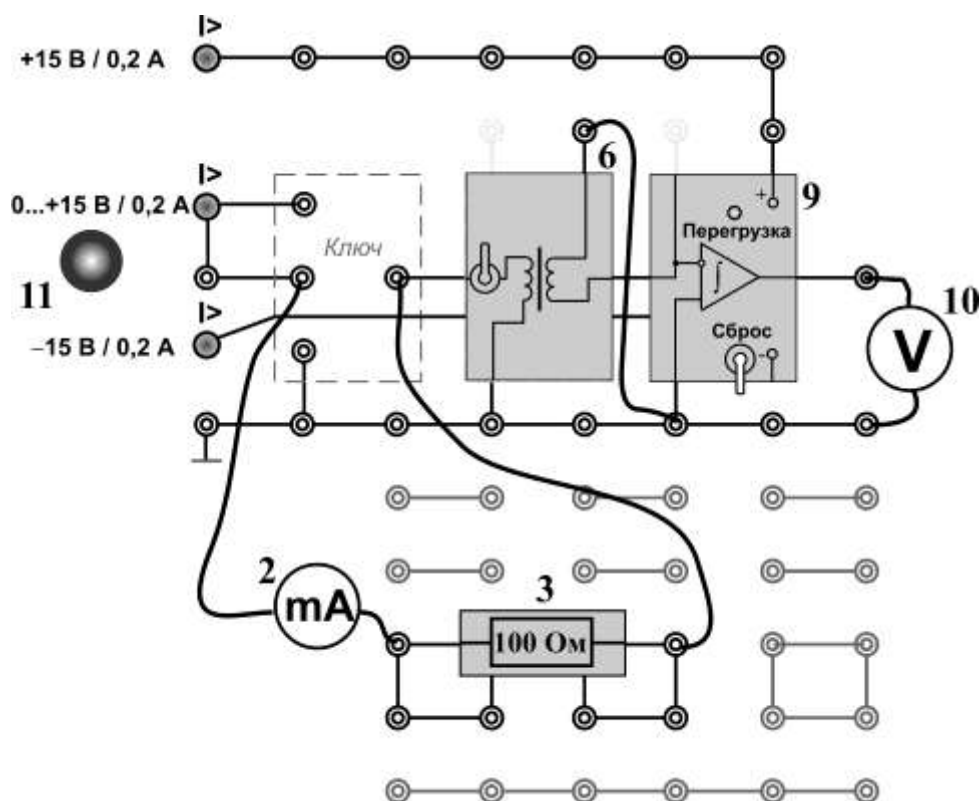 I>
+15 В / 0,2 А
I>
0...+15 В / 0,2 А
11
I>
–15 В / 0,2 А
Ключ
6
9
+
Перегрузка
∫
Сброс
-
10
V
2
mA
3
100 Ом